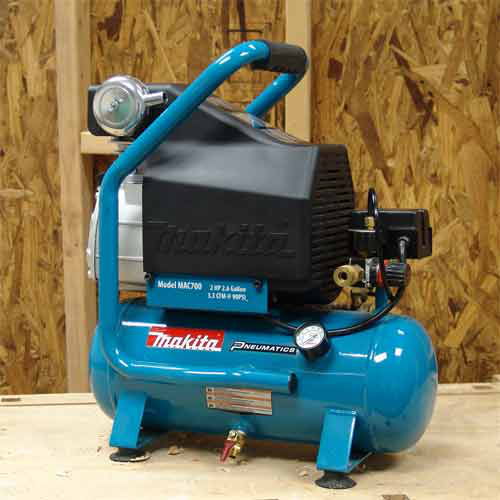 Makita
Model MAC700
2 HP 2.6 Gallon
3.3 CFM @ 90PSI
Makita
PNEUMATICS